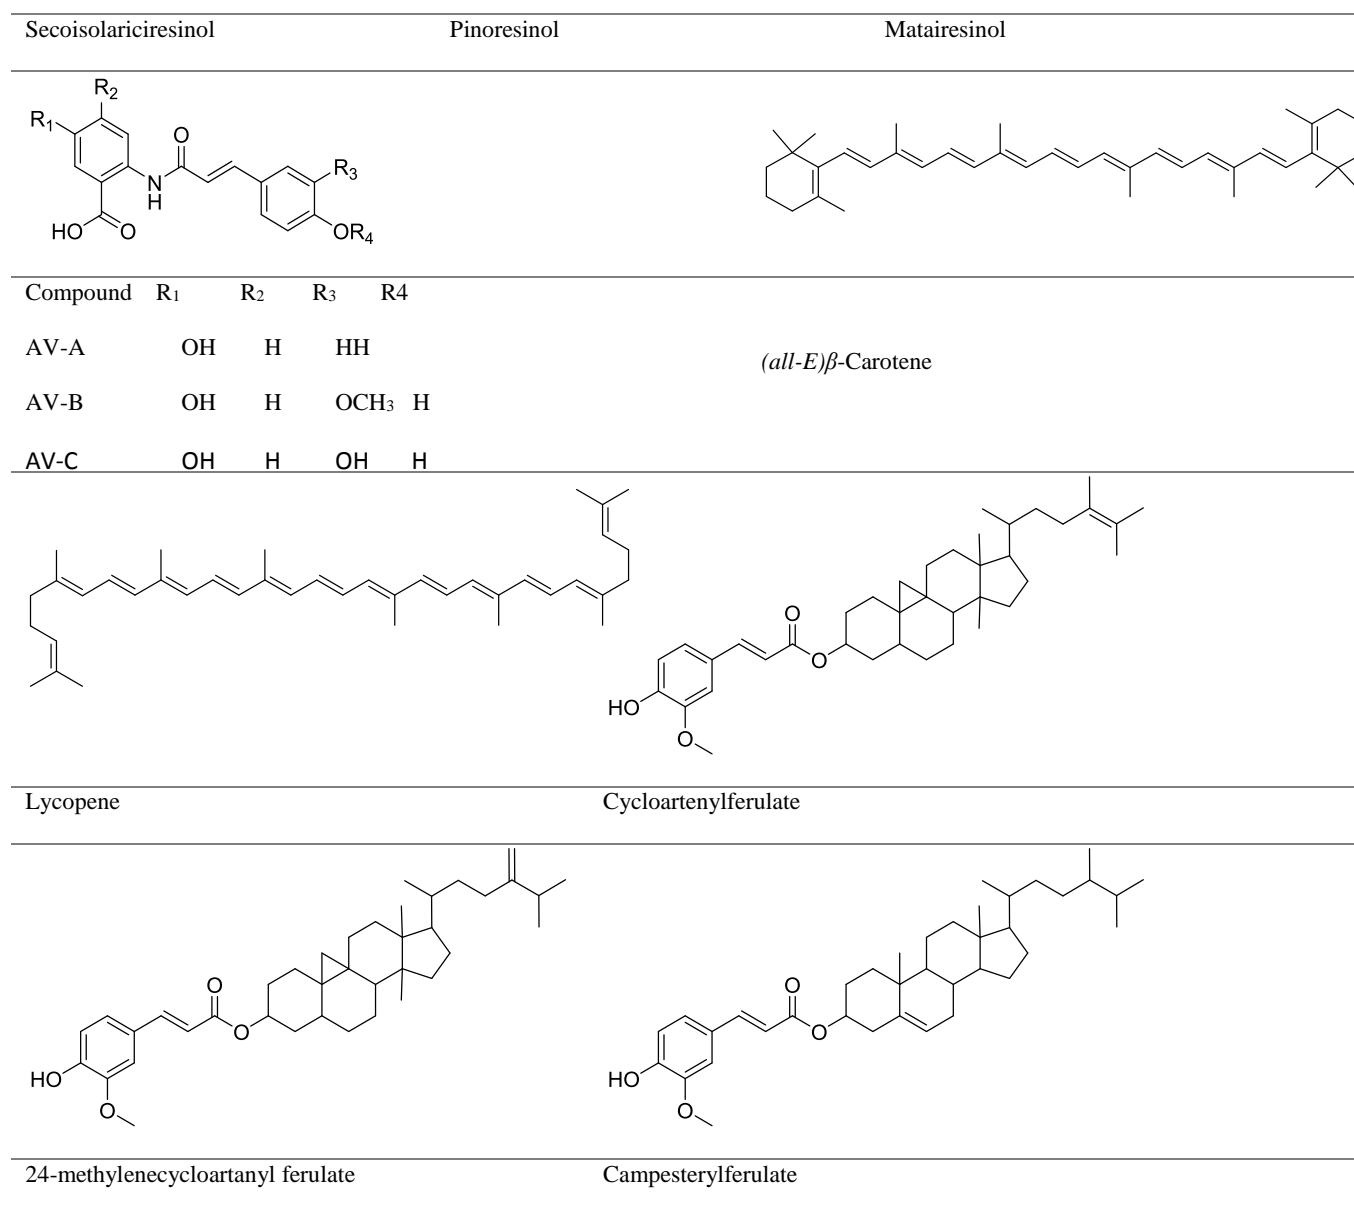 Secoisolariciresinol Pinoresinol Matairesinol
R2
R1
O
R3
N
H
HO O
OR4
Compound R1 R2 R3 R4
AV-A OH H HH
(all-E)β-Carotene
AV-B OH H OCH3 H
AV-C OH H OH H
O
O
HO
O
Lycopene Cycloartenylferulate
O
O
HO
O
O
O
HO
O
24-methylenecycloartanyl ferulate Campesterylferulate